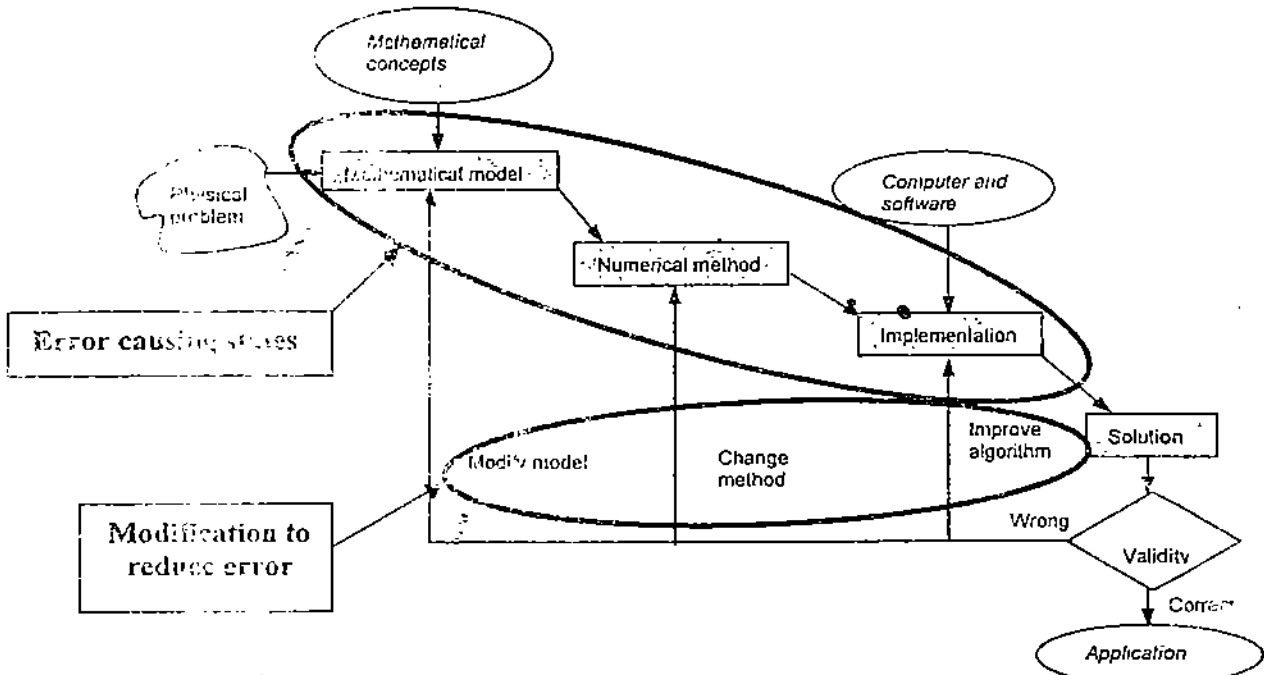 Mathematical
concepts
Mathematical model
Physical
problem
Computer and
software
Numerical method
Error causing states
Implementation
Improve
algorithm
Solution
Modify model
Change
method
Modification to
reduce error
Wrong
Validity
Correct
Application